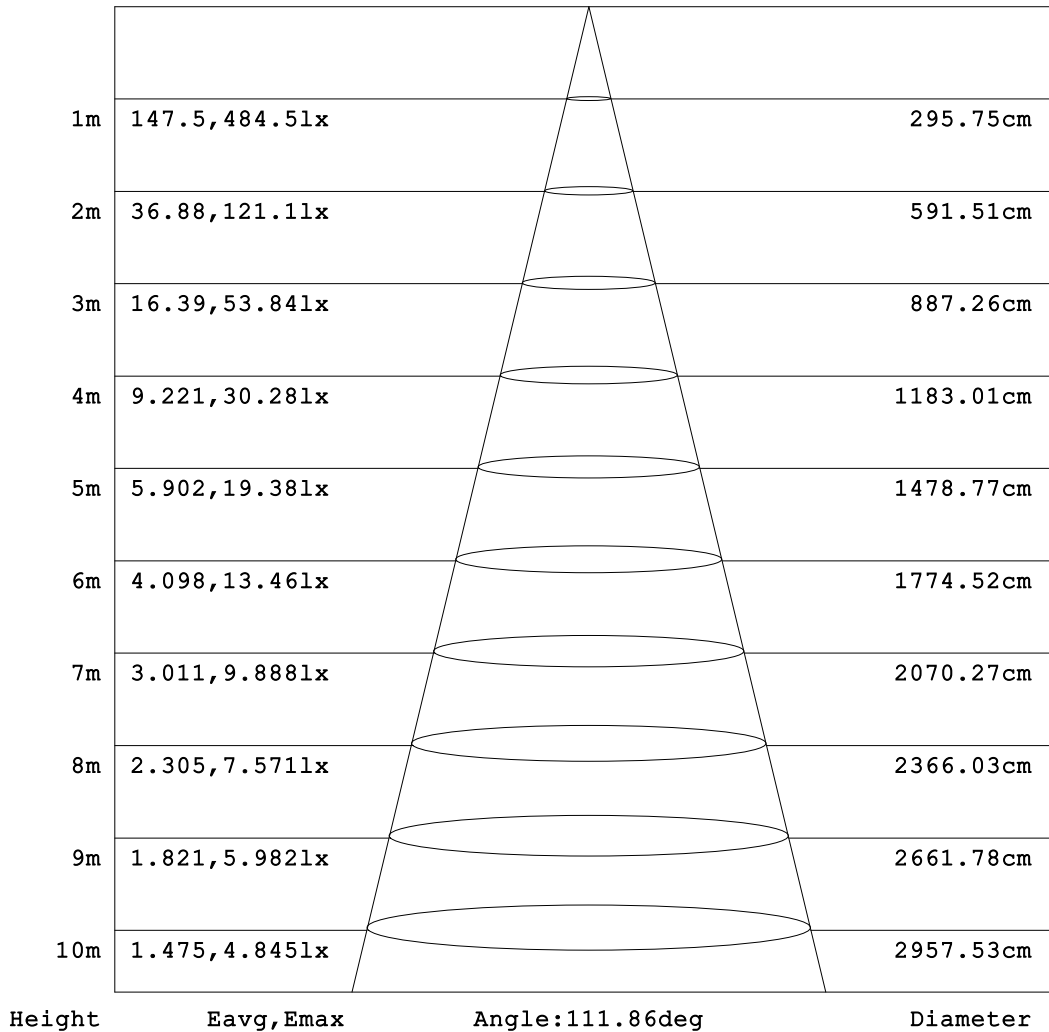 1m 147.5,484.5lx 295.75cm
2m 36.88,121.1lx 591.51cm
3m 16.39,53.84lx 887.26cm
4m 9.221,30.28lx 1183.01cm
5m 5.902,19.38lx 1478.77cm
6m 4.098,13.46lx 1774.52cm
7m 3.011,9.888lx 2070.27cm
8m 2.305,7.571lx 2366.03cm
9m 1.821,5.982lx 2661.78cm
10m 1.475,4.845lx 2957.53cm
Height Eavg,Emax Angle:111.86deg Diameter